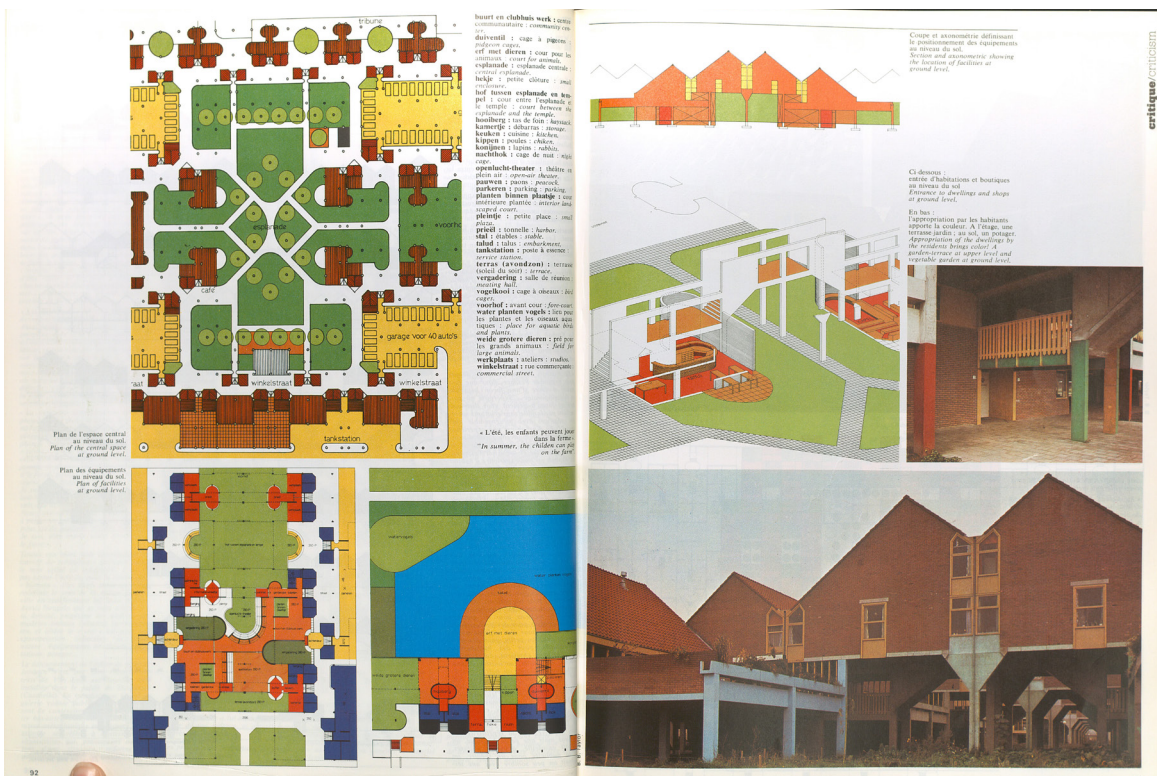 buurt en clubhuis werk : centre
communautaire : community cen-
ter.
duiventil : cage à pigeons :
pidgeon cages.
erf met dieren : cour pour les
animaux : court for animals.
esplanade : esplanade centrale :
central esplanade.
hekje : petite clôture : small
enclosure.
hof tussen esplanade en tem-
pel : cour entre l'esplanade et
le temple : court between the
esplanade and the temple.
hooiberg : tas de foin : haystack.
kamertje : débarras : storage.
keuken : cuisine : kitchen.
kippen : poules : chiken.
konijnen : lapins : rabbits.
nachthok : cage de nuit : night
cage.
openlucht-theater : théâtre en
plein air : open-air theater.
pauwen : paons : peacock.
parkeren : parking : parking.
planten binnen plaatsje : cour
intérieure plantée : interior land-
scaped court.
pleintje : petite place : small
plaza.
prieël : tonnelle : harbor.
stal : étables : stable.
talud : talus : embarkment.
tankstation : poste à essence :
service station.
terras (avondzon) : terrasse
(soleil du soir) : terrace.
vergadering : salle de réunion :
meating hall.
vogelkooi : cage à oiseaux : bird
cages.
voorhof : avant cour : fore-court.
water planten vogels : lieu pour
les plantes et les oiseaux aqua-
tiques : place for aquatic birds
and plants.
weide grotere dieren : pré pour
les grands animaux : field for
large animals.
werkplaats : ateliers : studios.
winkelstraat : rue commerçante :
commercial street.
« L'été, les enfants peuvent jouer
dans la ferme
"In summer, the childen can play
on the farm"
tribune
esplanade
voorho
café
garage voor 40 auto's
raat
winkelstraat
winkelstraat
tankstation
Plan de l'espace central
au niveau du sol.
Plan of the central space
at ground level.
Plan des équipements
au niveau du sol.
Plan of facilities
at ground level.
erf met dieren
weide grotere dieren
92
Coupe et axonométrie définissant
le positionnement des équipements
au niveau du sol.
Section and axonometric showing
the location of facilities at
ground level.
critique/criticism
Ci dessous :
entrée d'habitations et boutiques
au niveau du sol
Entrance to dwellings and shops
at ground level.
En bas :
l'appropriation par les habitants
apporte la couleur. A l'étage, une
terrasse jardin ; au sol, un potager.
Appropriation of the dwellings by
the residents brings color! A
garden-terrace at upper level and
vegetable garden at ground level.